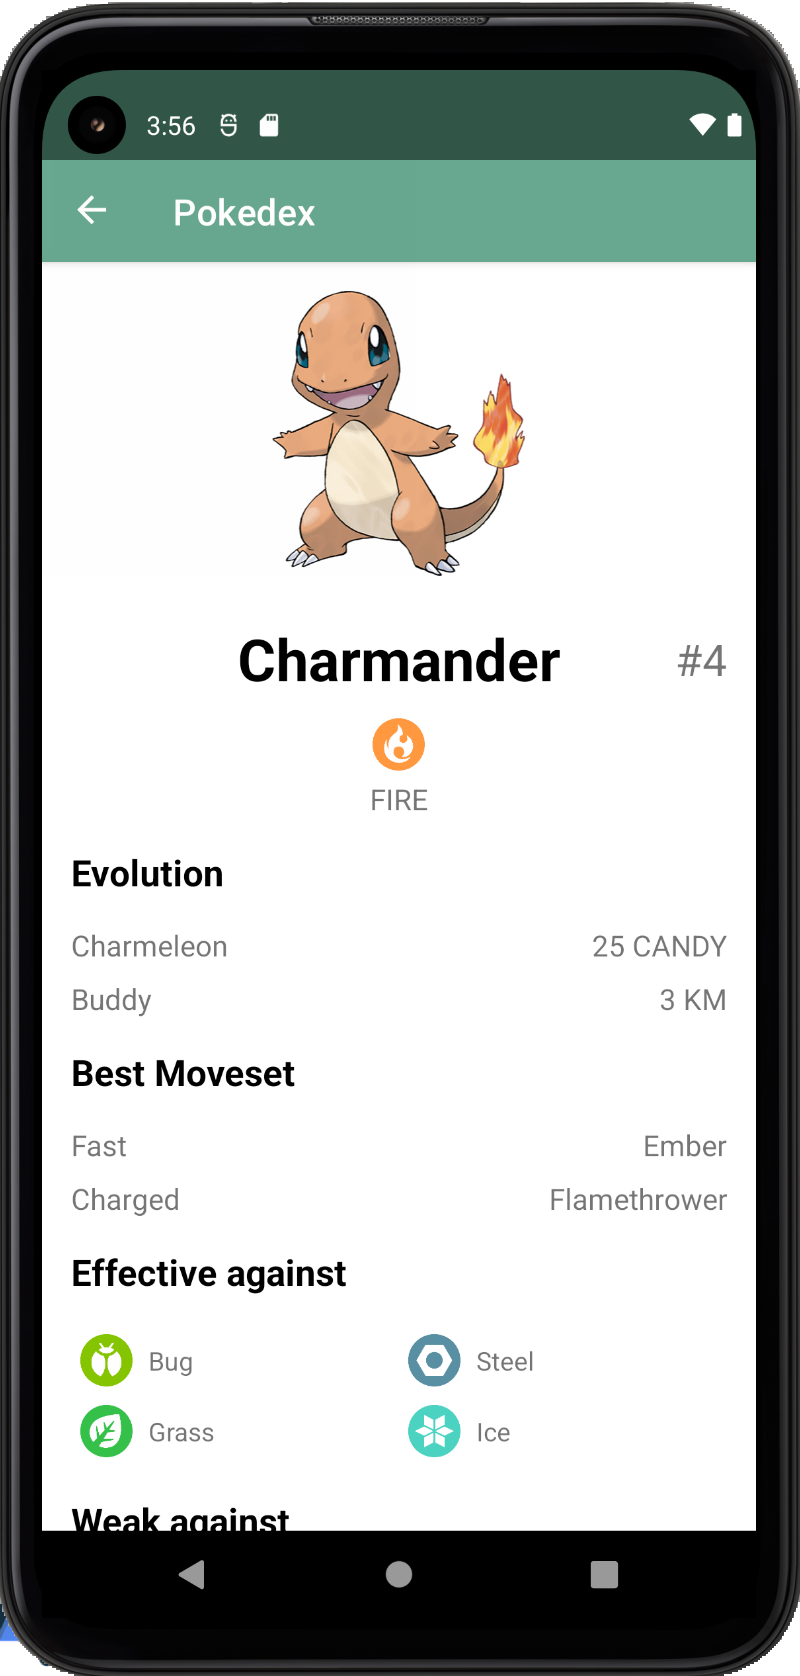 3:56
Pokedex
Charmander #4
FIRE
Evolution
Charmeleon 25 CANDY
Buddy 3 KM
Best Moveset
Fast Ember
Charged Flamethrower
Effective against
Bug Steel
Grass Ice
Weak against